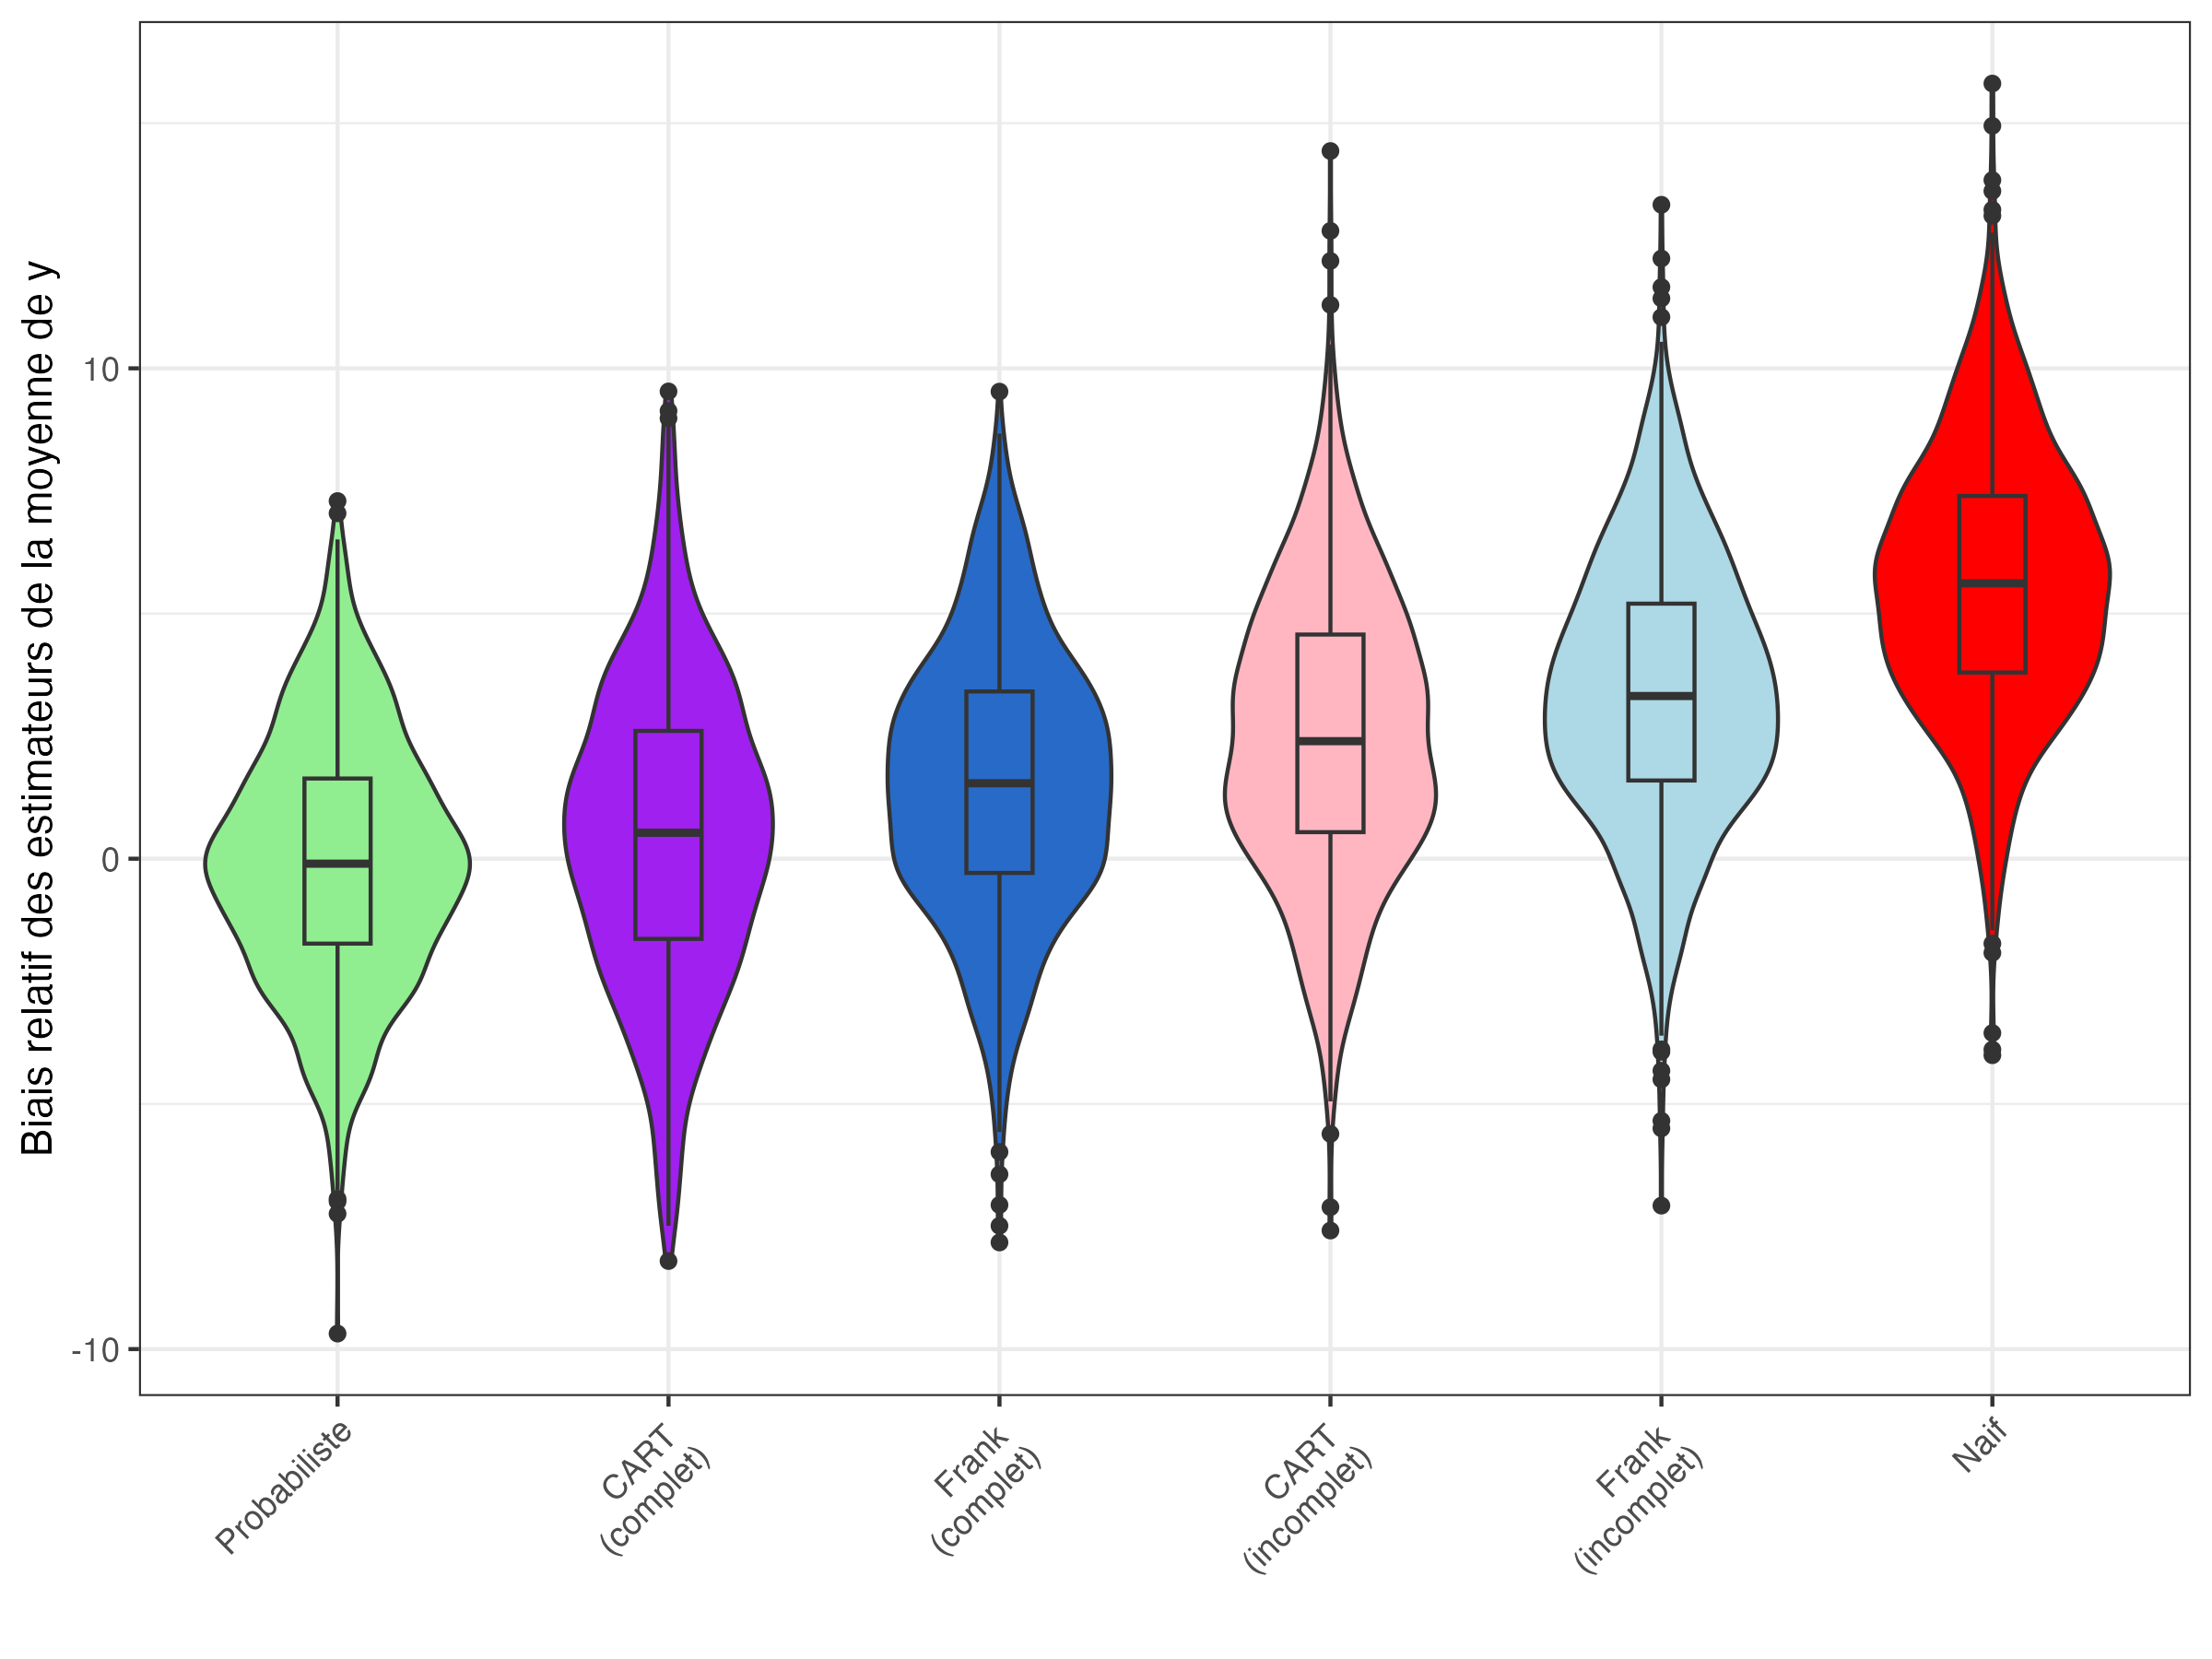 Biais relatif des estimateurs de la moyenne de y
10
0
-10
Probabiliste
CART
(complet)
Frank
(complet)
CART
(incomplet)
Frank
(incomplet)
Naif